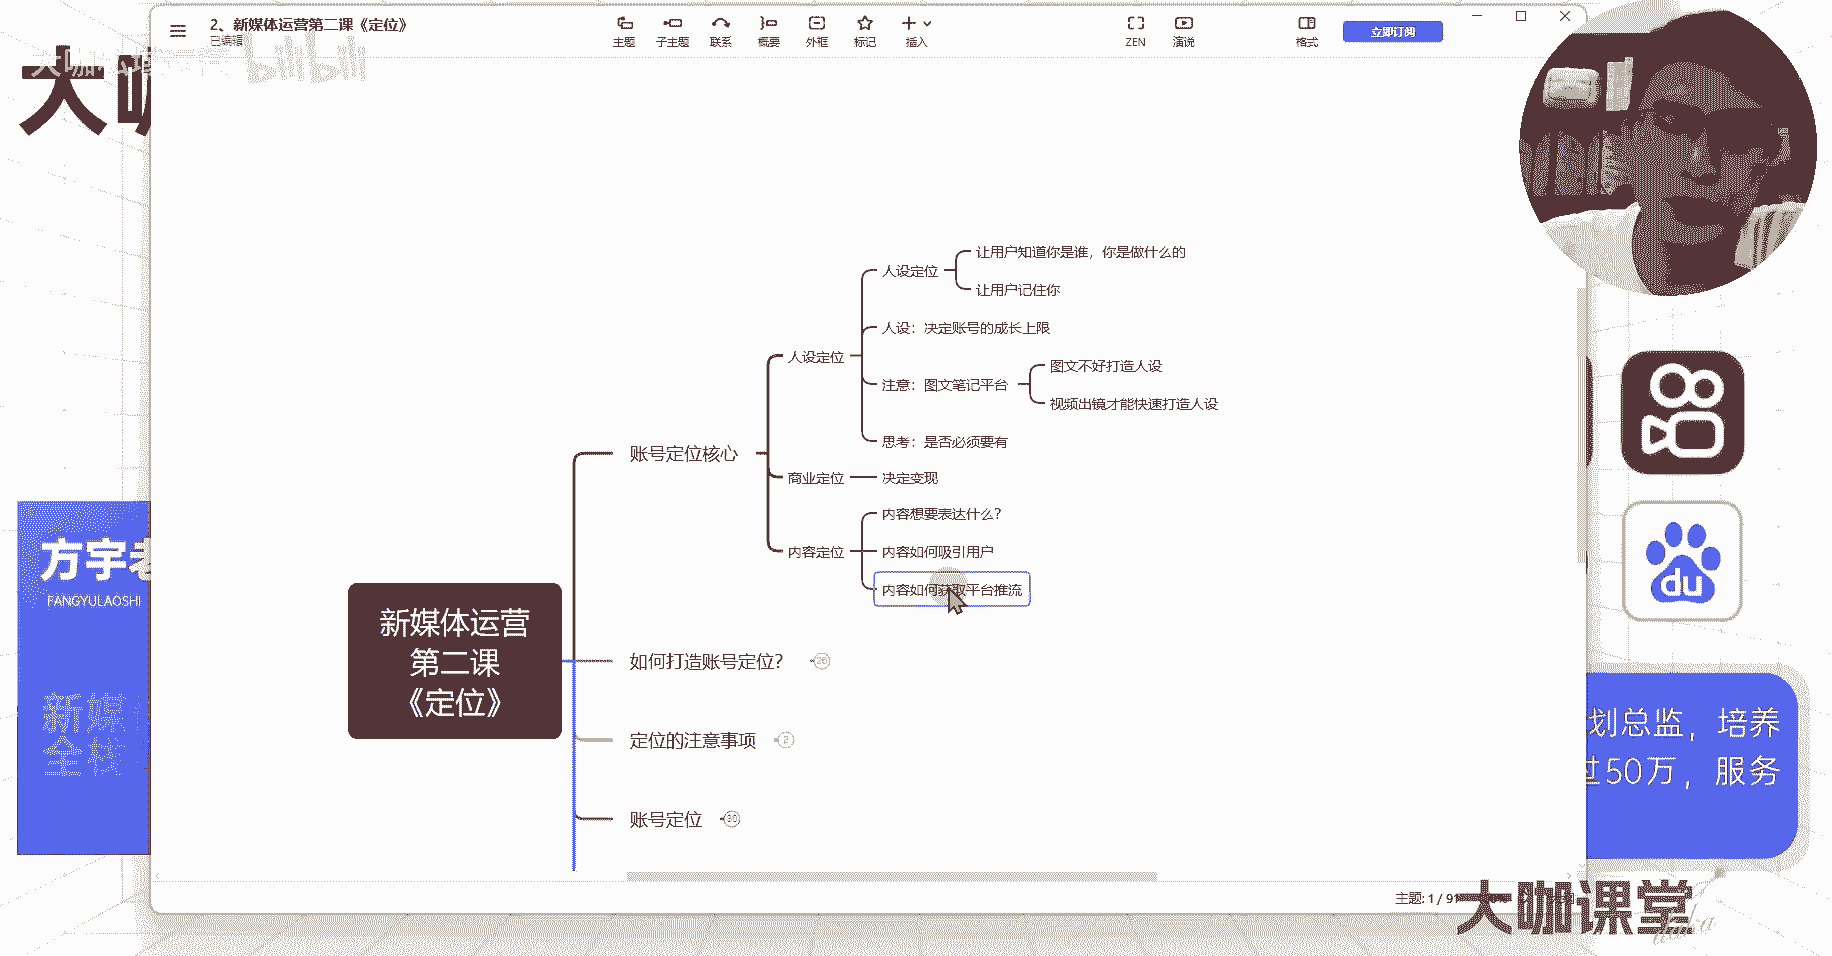 2、新媒体运营第二课《定位》
已编辑
主题 子主题 联系 概要 外框 标记 插入 ZEN 演说 格式
立即订阅
bilibili
大咖
让用户知道你是谁，你是做什么的
人设定位
让用户记住你
人设：决定账号的成长上限
人设定位
图文不好打造人设
注意：图文笔记平台
视频出镜才能快速打造人设
思考：是否必须要有
账号定位核心
商业定位
决定变现
内容想要表达什么？
内容定位
内容如何吸引用户
内容如何获取平台推流
新媒体运营
第二课
《定位》
如何打造账号定位？ 26
定位的注意事项 2
账号定位 30
方宇老
FANGYULAOSHI
新媒
全栈
du
划总监，培养
过50万，服务
主题: 1 / 91
大咖课堂